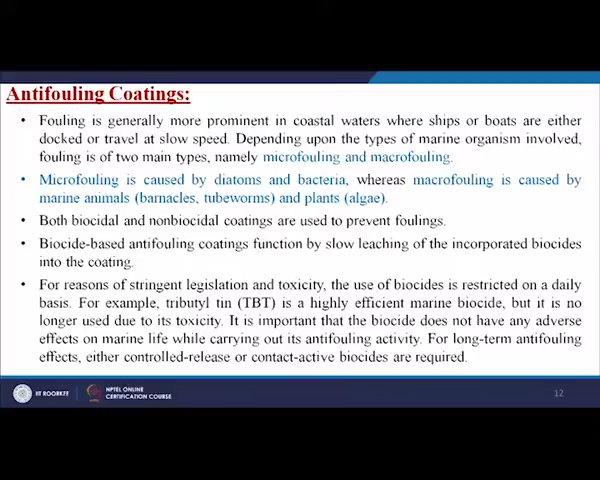 Antifouling Coatings:
• Fouling is generally more prominent in coastal waters where ships or boats are either
docked or travel at slow speed. Depending upon the types of marine organism involved,
fouling is of two main types, namely microfouling and macrofouling.
• Microfouling is caused by diatoms and bacteria, whereas macrofouling is caused by
marine animals (barnacles, tubeworms) and plants (algae).
• Both biocidal and nonbiocidal coatings are used to prevent foulings.
• Biocide-based antifouling coatings function by slow leaching of the incorporated biocides
into the coating.
• For reasons of stringent legislation and toxicity, the use of biocides is restricted on a daily
basis. For example, tributyl tin (TBT) is a highly efficient marine biocide, but it is no
longer used due to its toxicity. It is important that the biocide does not have any adverse
effects on marine life while carrying out its antifouling activity. For long-term antifouling
effects, either controlled-release or contact-active biocides are required.
IIT ROORKEE
NPTEL ONLINE
CERTIFICATION COURSE
12